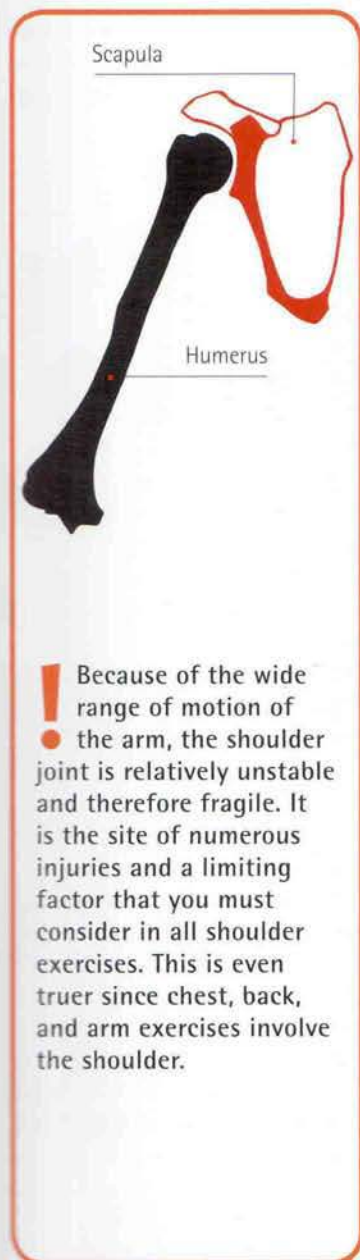 Scapula
Humerus
! Because of the wide
range of motion of
the arm, the shoulder
joint is relatively unstable
and therefore fragile. It
is the site of numerous
injuries and a limiting
factor that you must
consider in all shoulder
exercises. This is even
truer since chest, back,
and arm exercises involve
the shoulder.